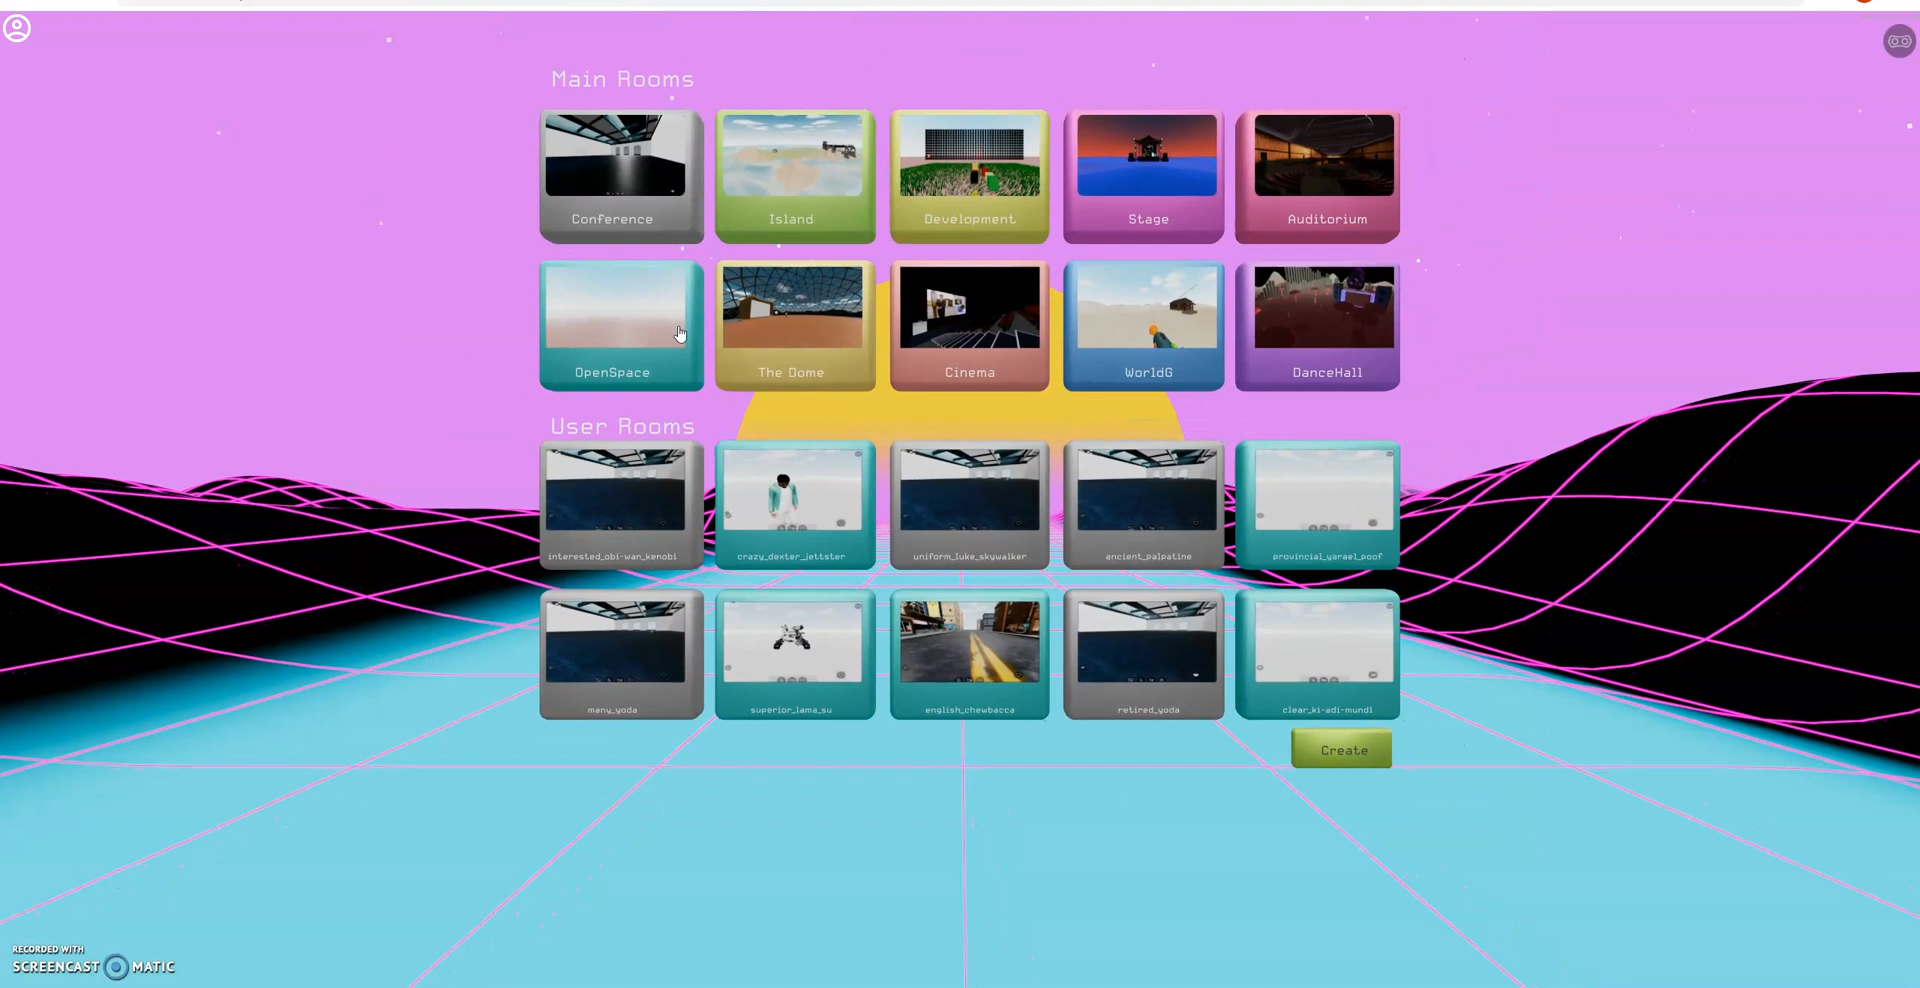 Main Rooms
Conference
Island
Development
Stage
Auditorium
OpenSpace
The Dome
Cinema
WorldG
DanceHall
User Rooms
interested_obi-wan_kenobi
crazy_dexter_jettster
uniform_luke_skywalker
ancient_palpatine
provincial_yarael_poof
many_yoda
superior_lama_su
english_chewbacca
retired_yoda
clear_ki-adi-mundi
Create
RECORDED WITH
SCREENCAST MATIC